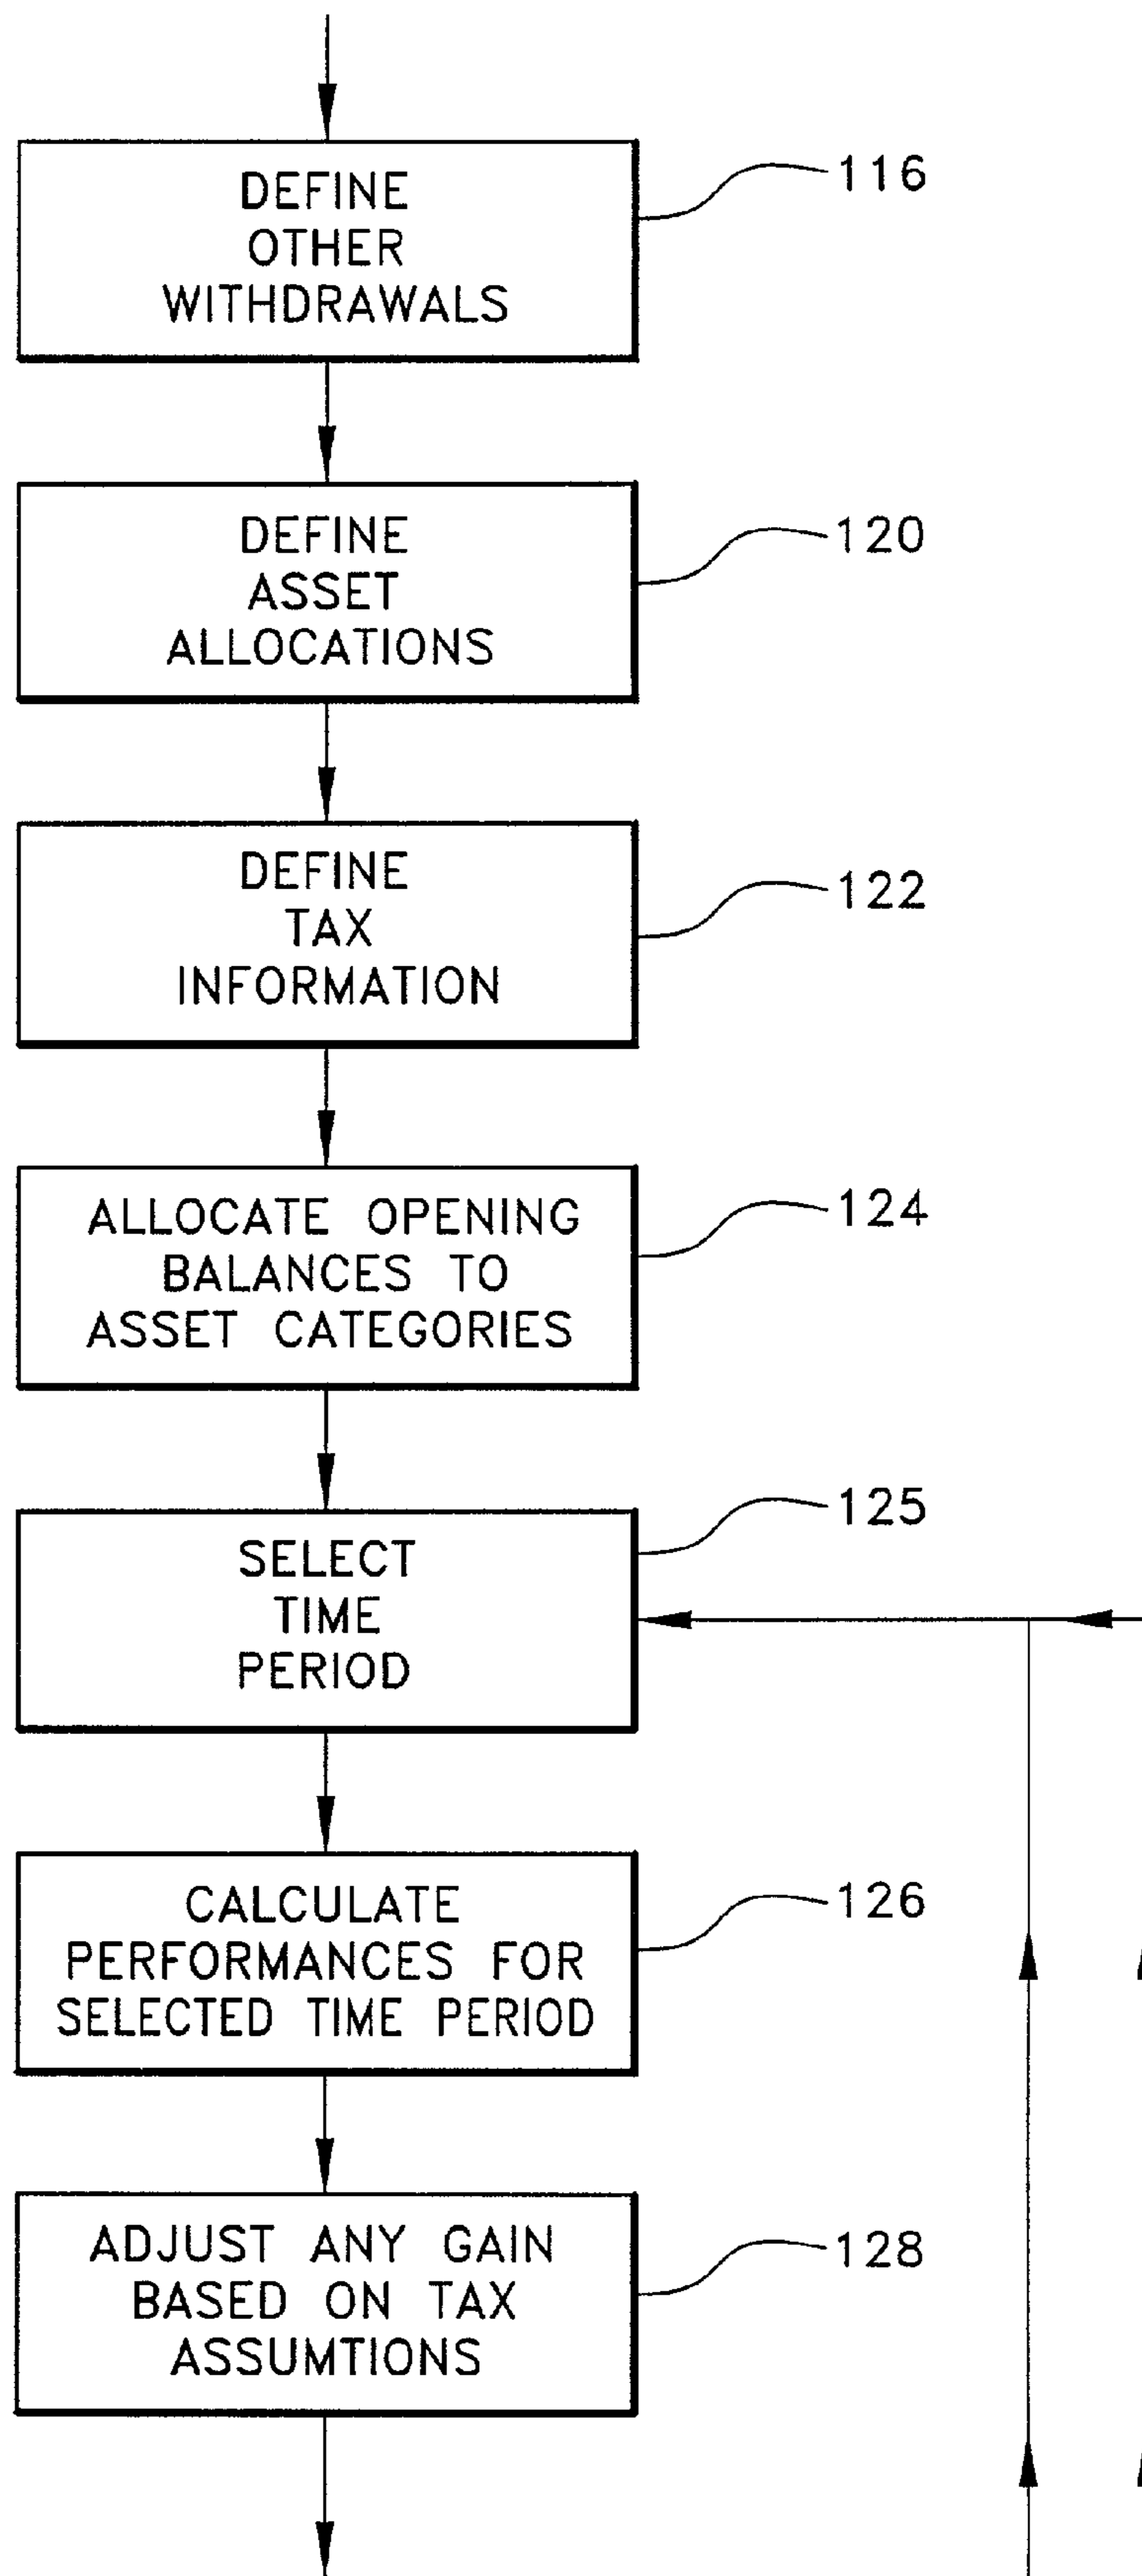 DEFINE
OTHER
WITHDRAWALS
116
DEFINE
ASSET
ALLOCATIONS
120
DEFINE
TAX
INFORMATION
122
ALLOCATE OPENING
BALANCES TO
ASSET CATEGORIES
124
SELECT
TIME
PERIOD
125
CALCULATE
PERFORMANCES FOR
SELECTED TIME PERIOD
126
ADJUST ANY GAIN
BASED ON TAX
ASSUMTIONS
128